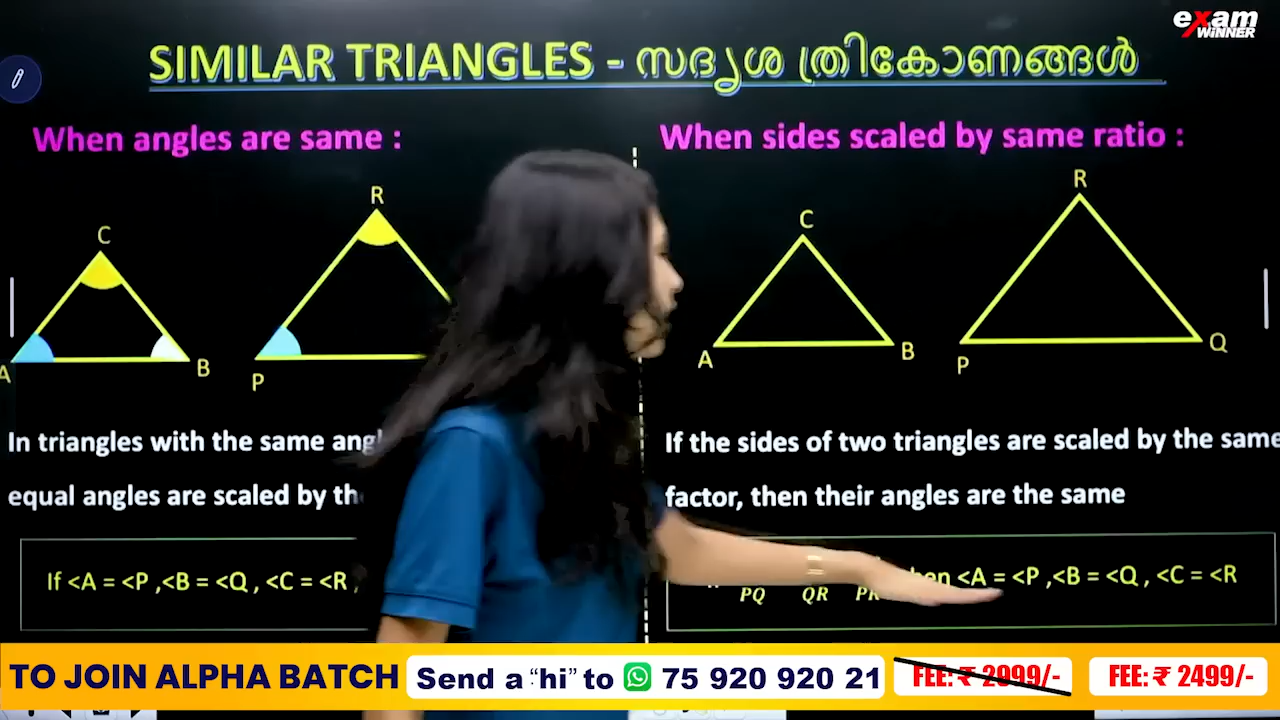 exam
WINNER
SIMILAR TRIANGLES - സദൃശ ത്രികോണങ്ങൾ
When angles are same :
When sides scaled by same ratio :
C
A
B
R
P
C
A
B
R
P
Q
In triangles with the same
equal angles are scaled by
If the sides of two triangles are scaled by the same
factor, then their angles are the same
If <A = <P ,<B = <Q , <C = <R ,
PQ QR PR
<A = <P ,<B = <Q , <C = <R
TO JOIN ALPHA BATCH
Send a “hi” to 75 920 920 21
FEE: ₹ 2999/-
FEE: ₹ 2499/-